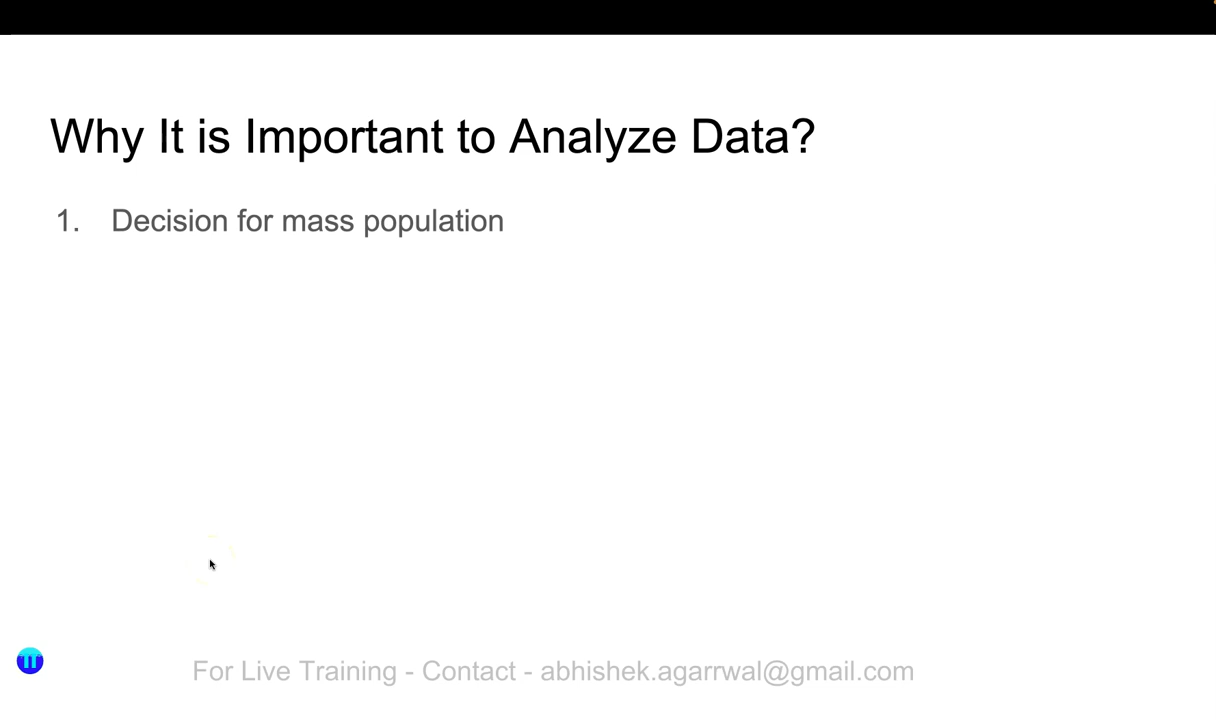 Why It is Important to Analyze Data?
1. Decision for mass population
For Live Training - Contact - abhishek.agarrwal@gmail.com